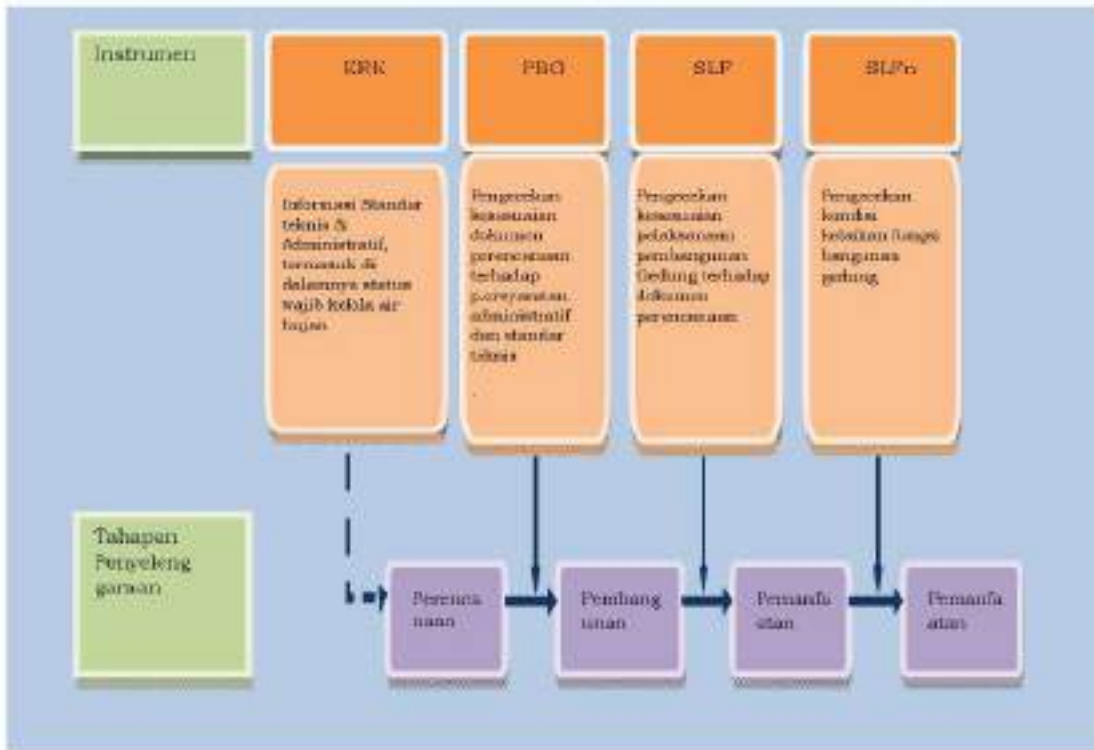 Instrumen
KRK
PBG
SLF
SLFn
Informasi Standar
teknis &
Administratif,
termasuk di
dalamnya status
wajib kelola air
hujan
Pengecekan
kesesuaian
dokumen
perencanaan
terhadap
persyaratan
administratif
dan standar
teknis
.
Pengecekan
kesesuaian
pelaksanaan
pembangunan
Gedung terhadap
dokumen
perencanaan
Pengecekan
kondisi
kelaikan fungsi
bangunan
gedung
Tahapan
Penyeleng
garaan
Perenca
naan
Pembang
unan
Pemanfa
atan
Pemanfa
atan